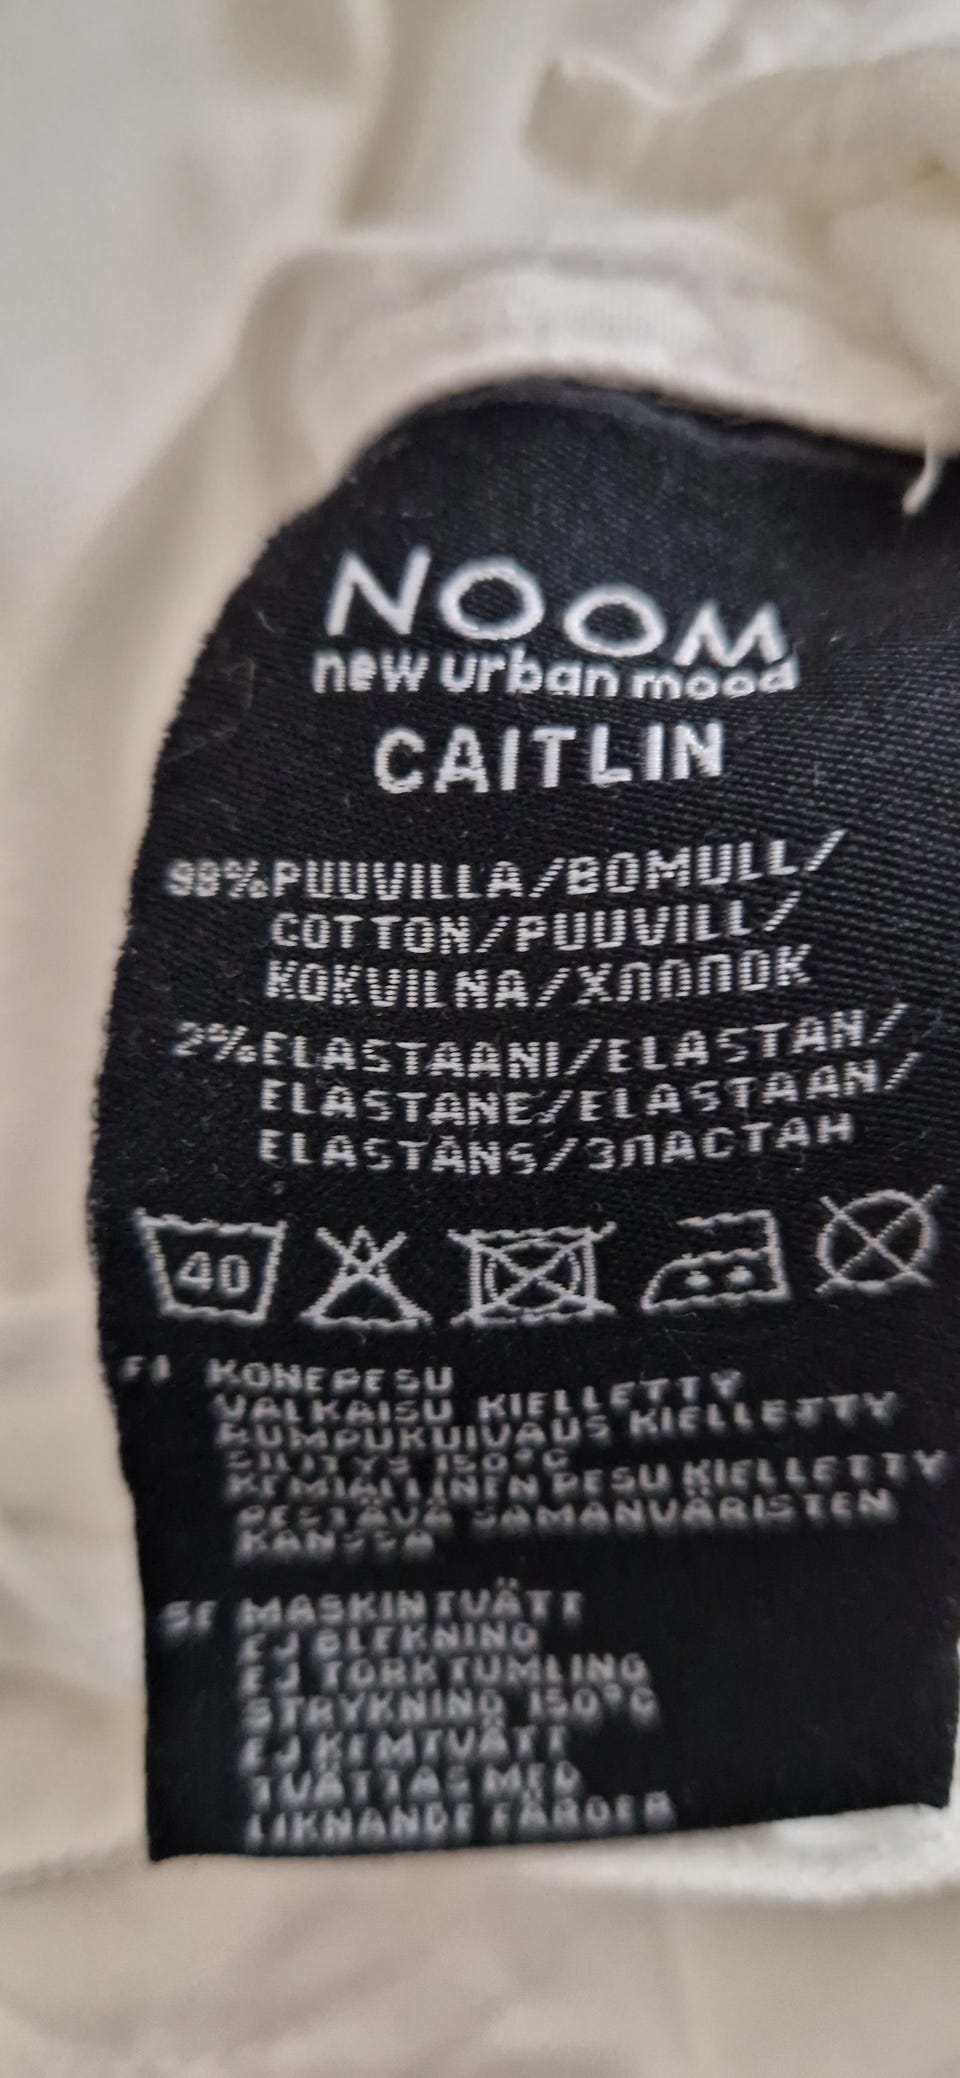 NOOM
new urban mood
CAITLIN
98% PUUVILLA/BOMULL/
COTTON/PUUVILL/
KOKVILNA/ХЛОПОК
2% ELASTAANI/ELASTAN/
ELASTANE/ELASTAAN/
ELASTĀNS/ЭЛАСТАН
40
FI KONEPESU
VALKAISU KIELLETTY
RUMPUKUIVAUS KIELLETTY
SILITYS 150°C
KEMIALLINEN PESU KIELLETTY
PESTÄVÄ SAMANVÄRISTEN
KANSSA
SE MASKINTVÄTT
EJ BLEKNING
EJ TORKTUMLING
STRYKNING 150°C
EJ KEMTVÄTT
TVÄTTAS MED
LIKNANDE FÄRGER